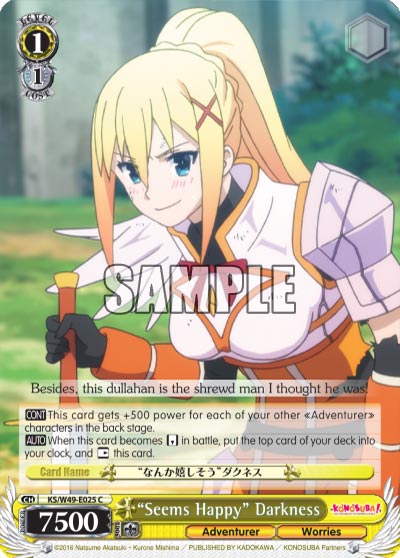 LEVEL
1
1
COST
SAMPLE
Besides, this dullahan is the shrewd man I thought he was!
CONT This card gets +500 power for each of your other «Adventurer»
characters in the back stage.
AUTO When this card becomes [ ] in battle, put the top card of your deck into
your clock, and draw a card.
Card Name
"なんか嬉しそう"ダクネス
CH KS/W49-E025 C
7500
"Seems Happy" Darkness
KONOSUBA!
Adventurer
Worries
©2016 Natsume Akatsuki・Kurone Mishima / PUBLISHED BY KADOKAWA / KONOSUBA Partners